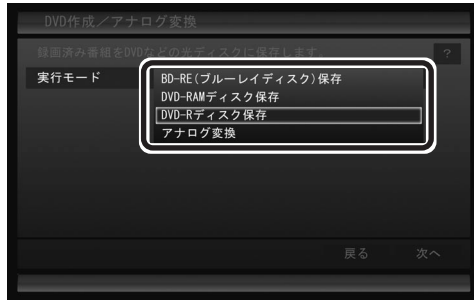 DVD作成／アナログ変換
録画済み番組をDVDなどの光ディスクに保存します。
?
実行モード
BD-RE(ブルーレイディスク)保存
DVD-RAMディスク保存
DVD-Rディスク保存
アナログ変換
戻る
次へ